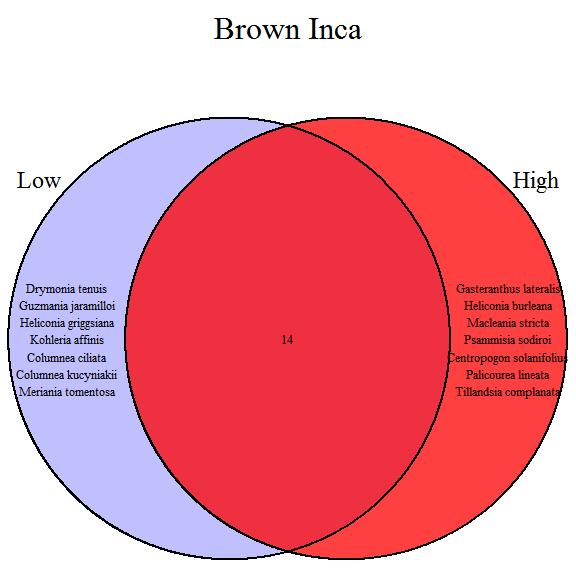 Brown Inca
Low
High
Drymonia tenuis
Guzmania jaramilloi
Heliconia griggsiana
Kohleria affinis
Columnea ciliata
Columnea kucyniakii
Meriania tomentosa
14
Gasteranthus lateralis
Heliconia burleana
Macleania stricta
Psammisia sodiroi
Centropogon solanifolius
Palicourea lineata
Tillandsia complanata